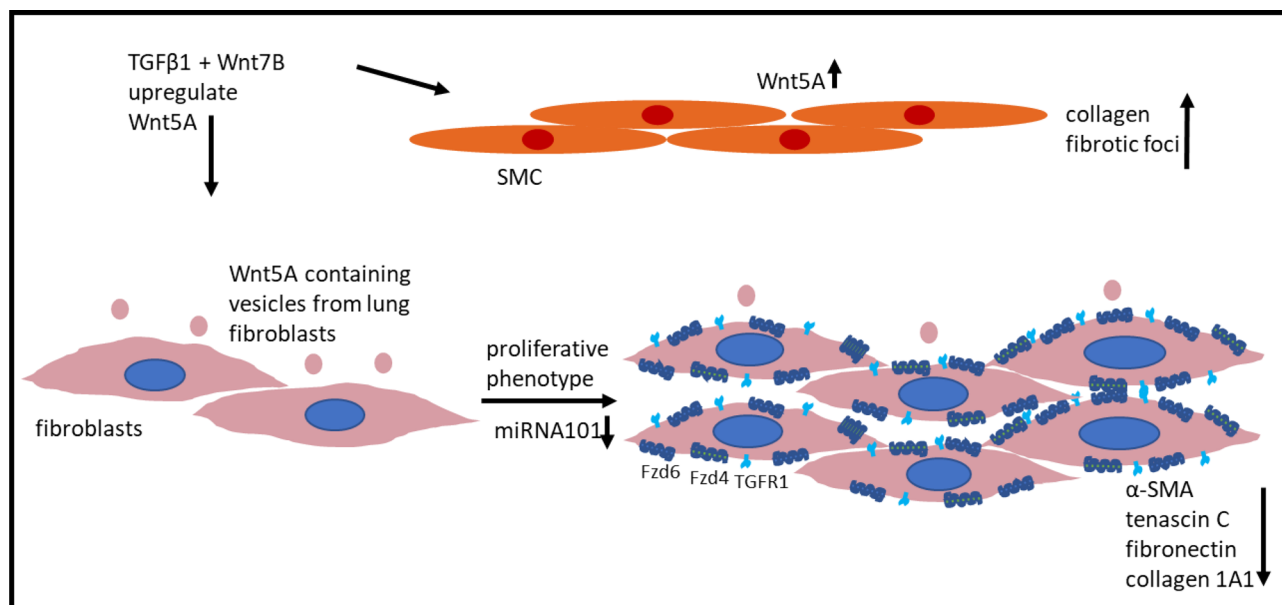 TGFβ1 + Wnt7B
upregulate
Wnt5A
Wnt5A
collagen
fibrotic foci
SMC
Wnt5A containing
vesicles from lung
fibroblasts
fibroblasts
proliferative
phenotype
miRNA101
Fzd6
Fzd4
TGFR1
α-SMA
tenascin C
fibronectin
collagen 1A1